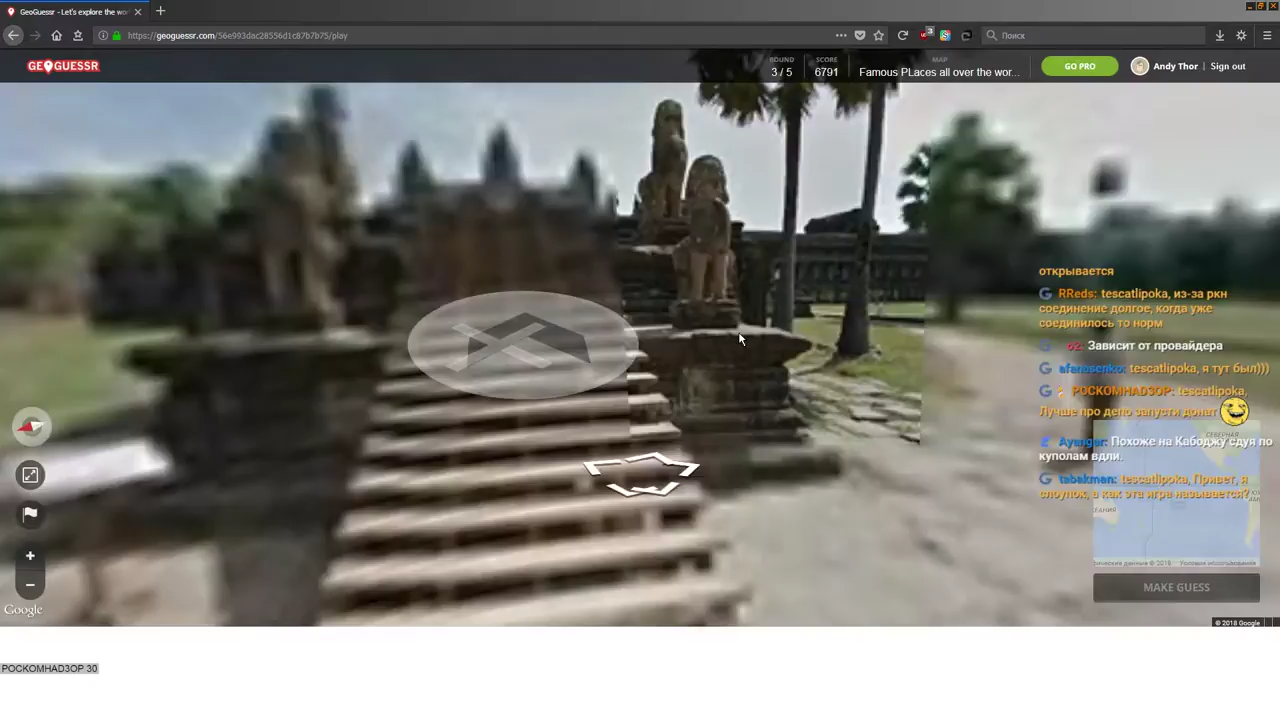 GeoGuessr - Let's explore the wo
https://geoguessr.com/56e993dac28556d1c87b7b75/play
3
Поиск
GEOGUESSR
ROUND
3 / 5
SCORE
6791
MAP
Famous PLaces all over the wor...
GO PRO
Andy Thor
Sign out
открывается
RReds: tescatlipoka, из-за ркн
соединение долгое, когда уже
соединилось то норм
Зависит от провайдера
afanasenko: tescatlipoka, я тут был)))
РОСКОМНАДЗОР: tescatlipoka,
Лучше про депо запусти донат
Ayangar: Похоже на Кабоджу сдуя по
куполам вдли.
tabakman: tescatlipoka, Привет, я
слоупок, а как эта игра называется?
MAKE GUESS
Google
© 2018 Google
РОСКОМНАДЗОР 30